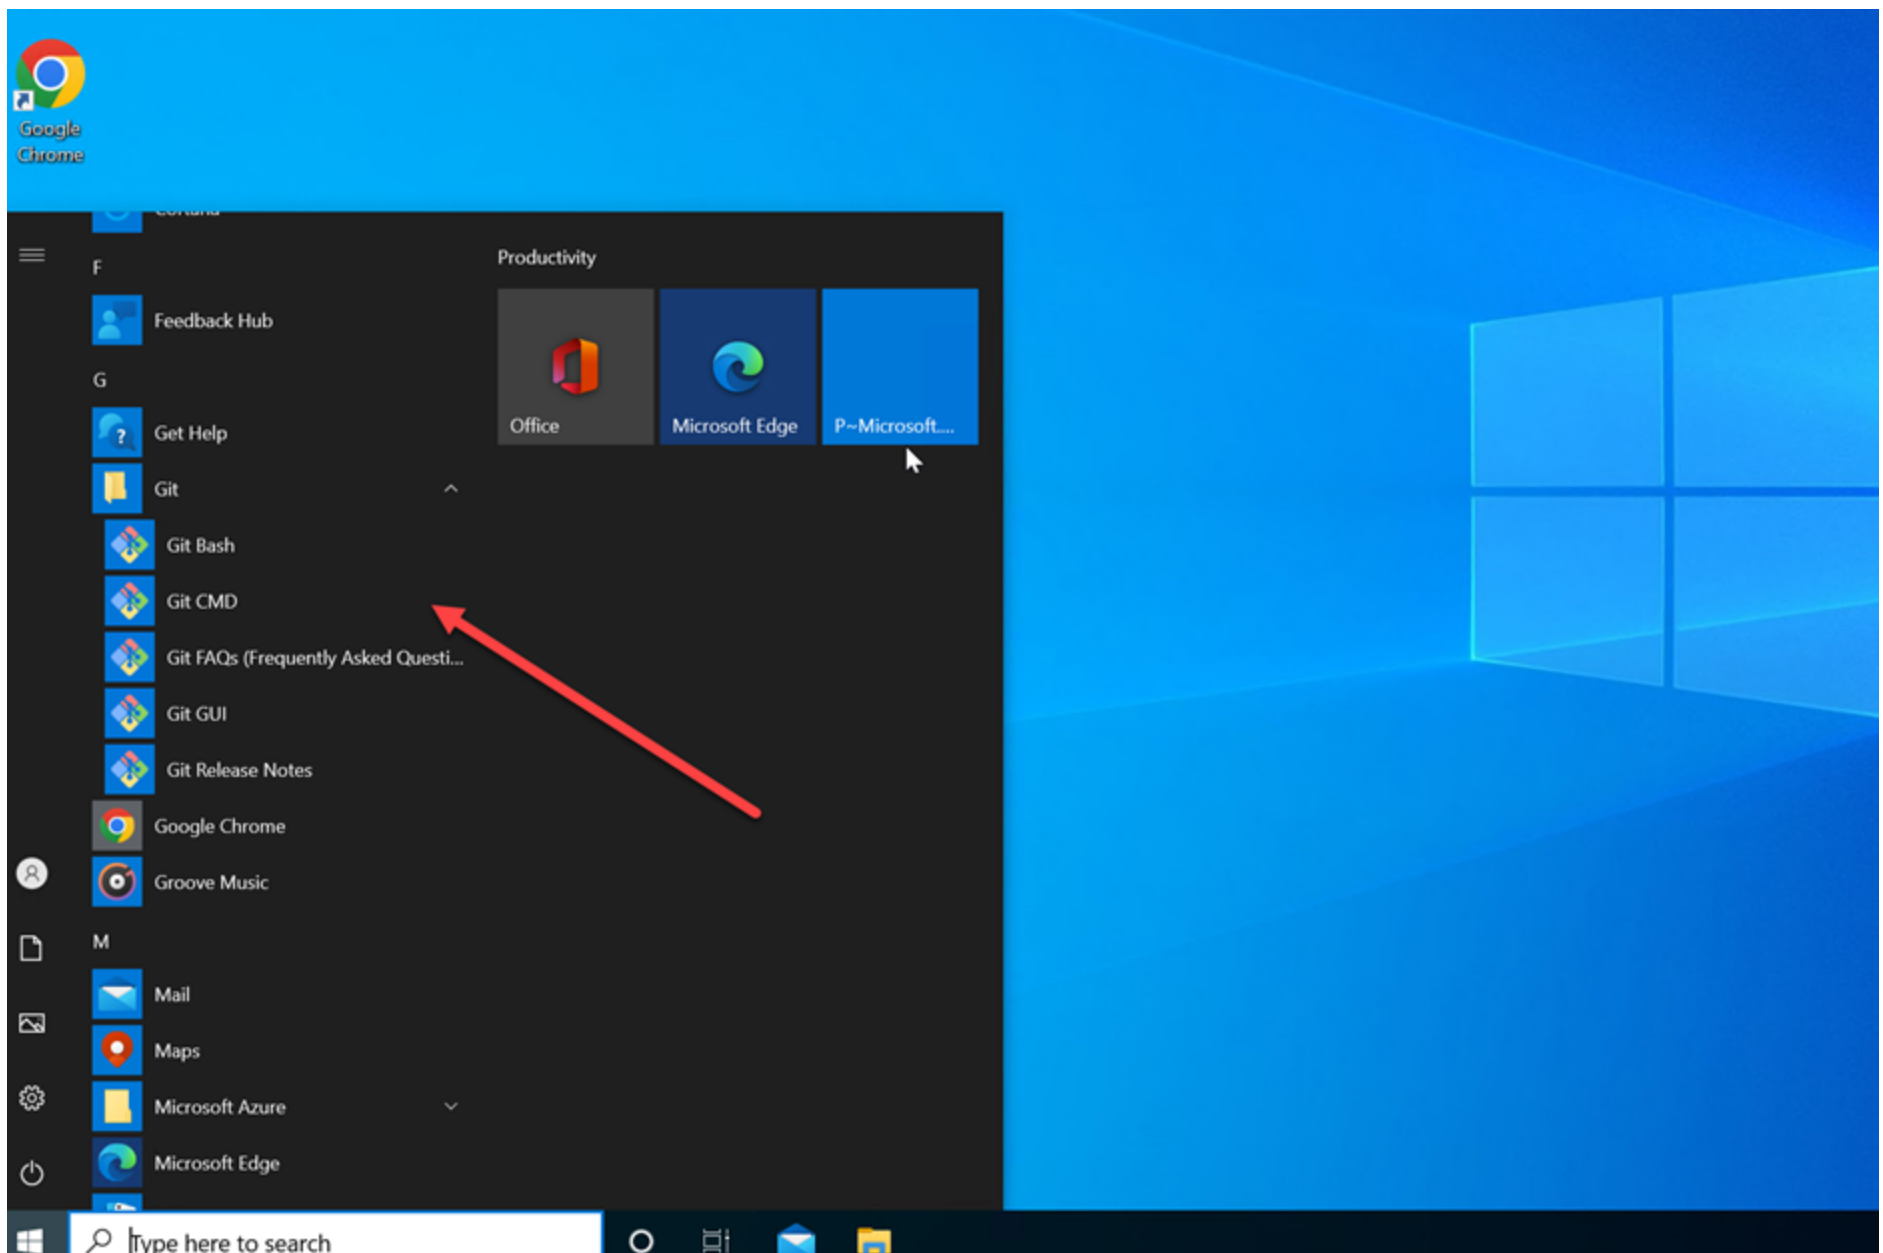 Google
Chrome
Cortana
F
Feedback Hub
G
Get Help
Git
Git Bash
Git CMD
Git FAQs (Frequently Asked Questi...
Git GUI
Git Release Notes
Google Chrome
Groove Music
M
Mail
Maps
Microsoft Azure
Microsoft Edge
Productivity
Office
Microsoft Edge
P~Microsoft....
Type here to search